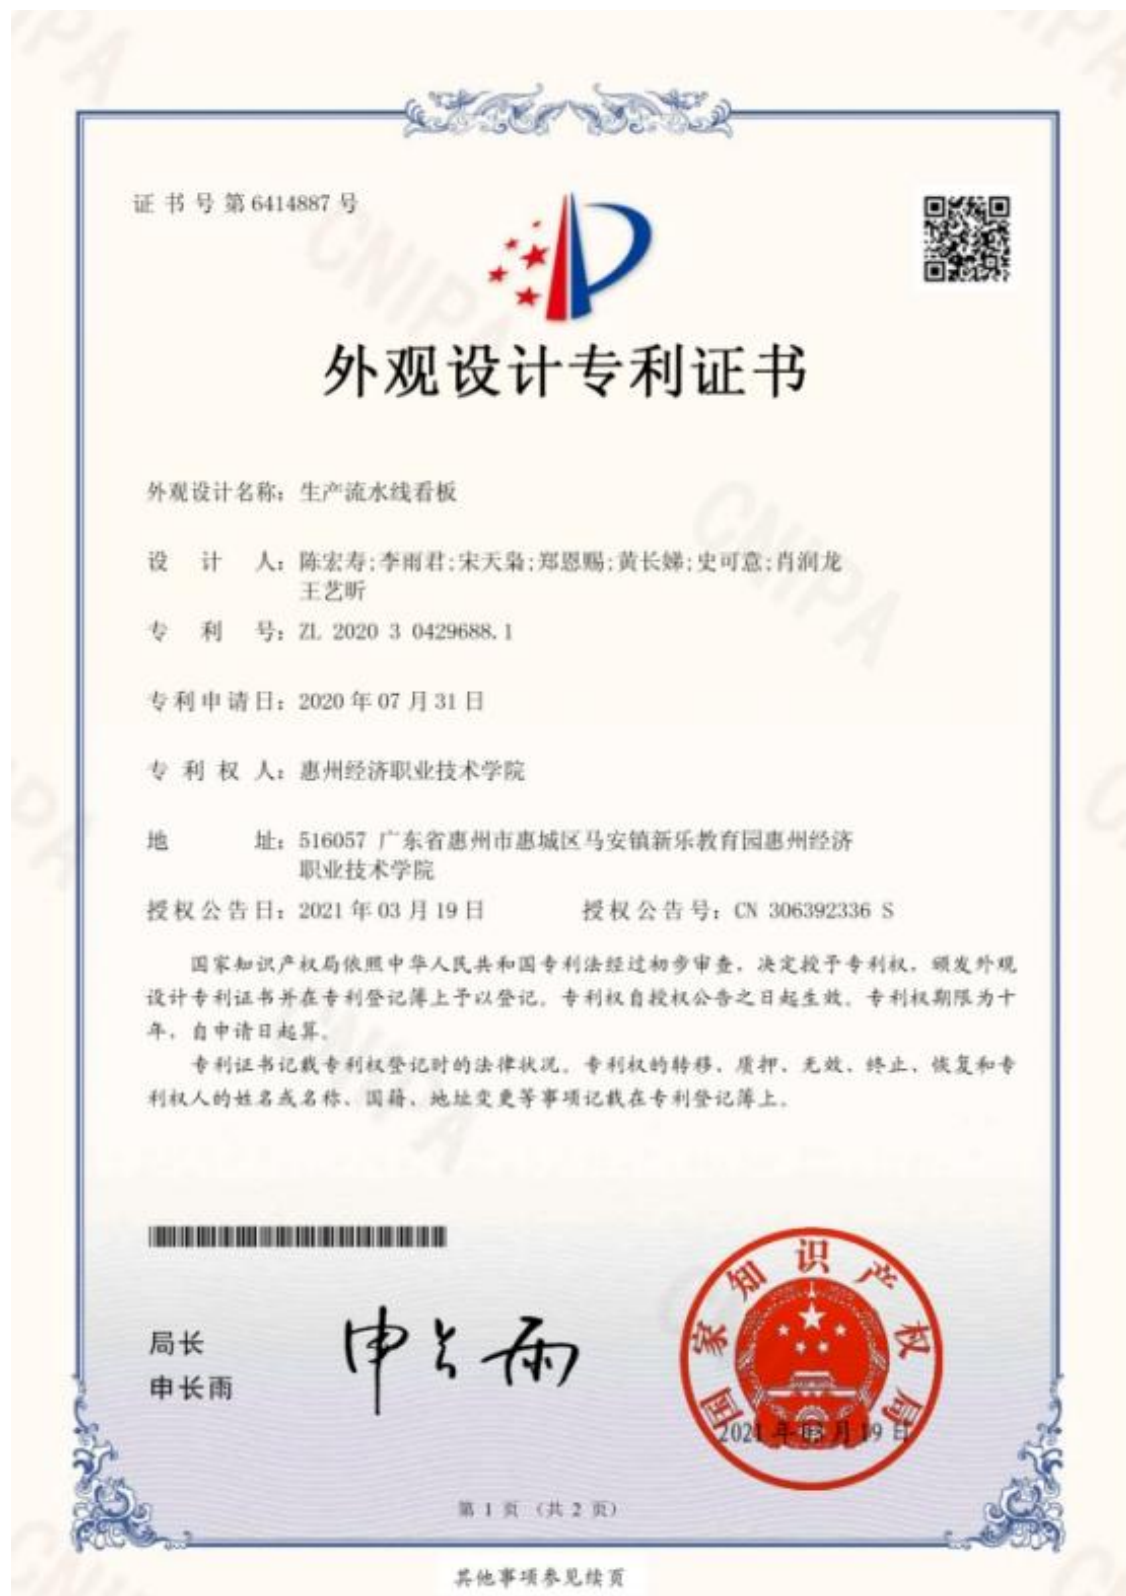 证书号第6414887号
外观设计专利证书
外观设计名称：生产流水线看板
设计人：陈宏寿;李雨君;宋天枭;郑恩赐;黄长娣;史可意;肖润龙
王艺昕
专利号：ZL 2020 3 0429688.1
专利申请日：2020年07月31日
专利权人：惠州经济职业技术学院
地址：516057 广东省惠州市惠城区马安镇新乐教育园惠州经济
职业技术学院
授权公告日：2021年03月19日 授权公告号：CN 306392336 S
国家知识产权局依照中华人民共和国专利法经过初步审查，决定授予专利权，颁发外观
设计专利证书并在专利登记簿上予以登记。专利权自授权公告之日起生效。专利权期限为十
年，自申请日起算。
专利证书记载专利权登记时的法律状况。专利权的转移、质押、无效、终止、恢复和专
利权人的姓名或名称、国籍、地址变更等事项记载在专利登记簿上。
局长
申长雨
申长雨
国家知识产权局
2021年03月19日
第 1 页 （共 2 页）
其他事项参见续页
CNIPA